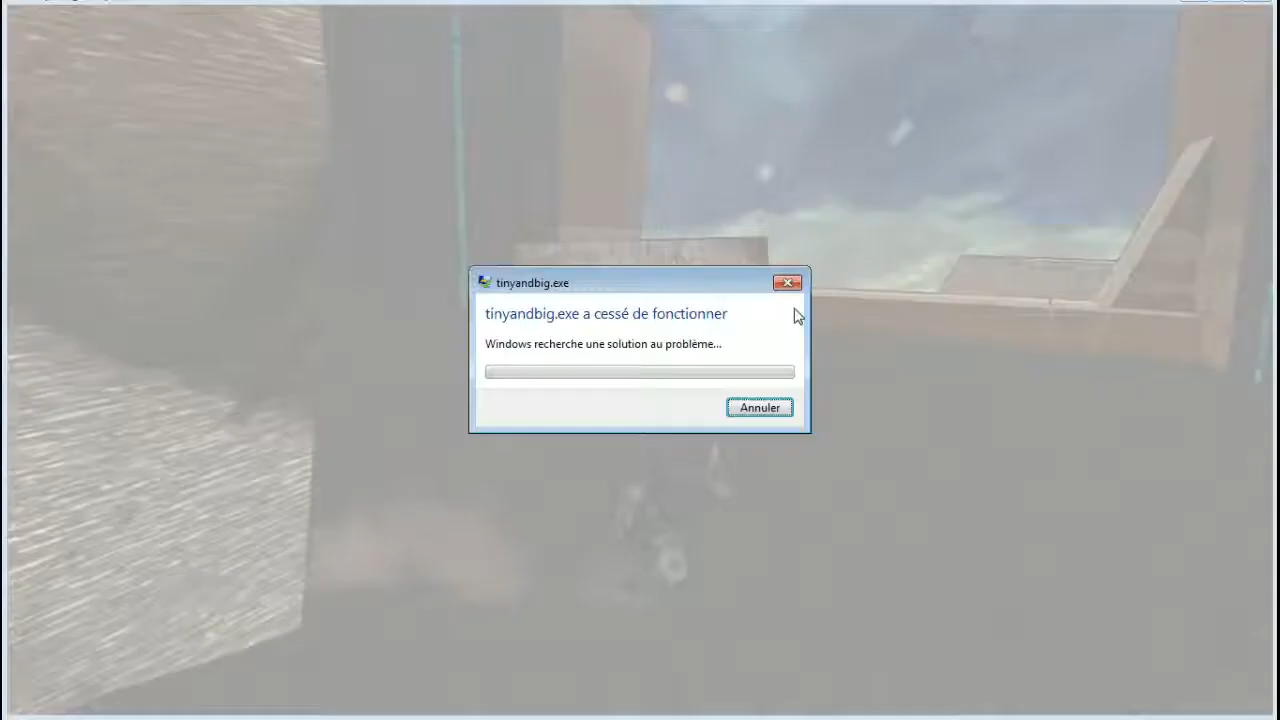 tinyandbig.exe
tinyandbig.exe a cessé de fonctionner
Windows recherche une solution au problème...
Annuler